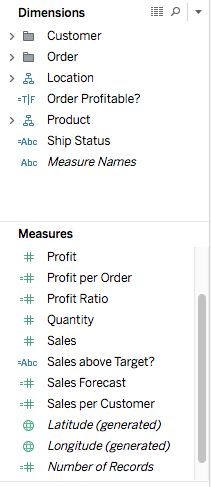 Dimensions
Customer
Order
Location
=T|F Order Profitable?
Product
=Abc Ship Status
Abc Measure Names
Measures
Profit
Profit per Order
Profit Ratio
Quantity
Sales
=Abc Sales above Target?
Sales Forecast
Sales per Customer
Latitude (generated)
Longitude (generated)
Number of Records